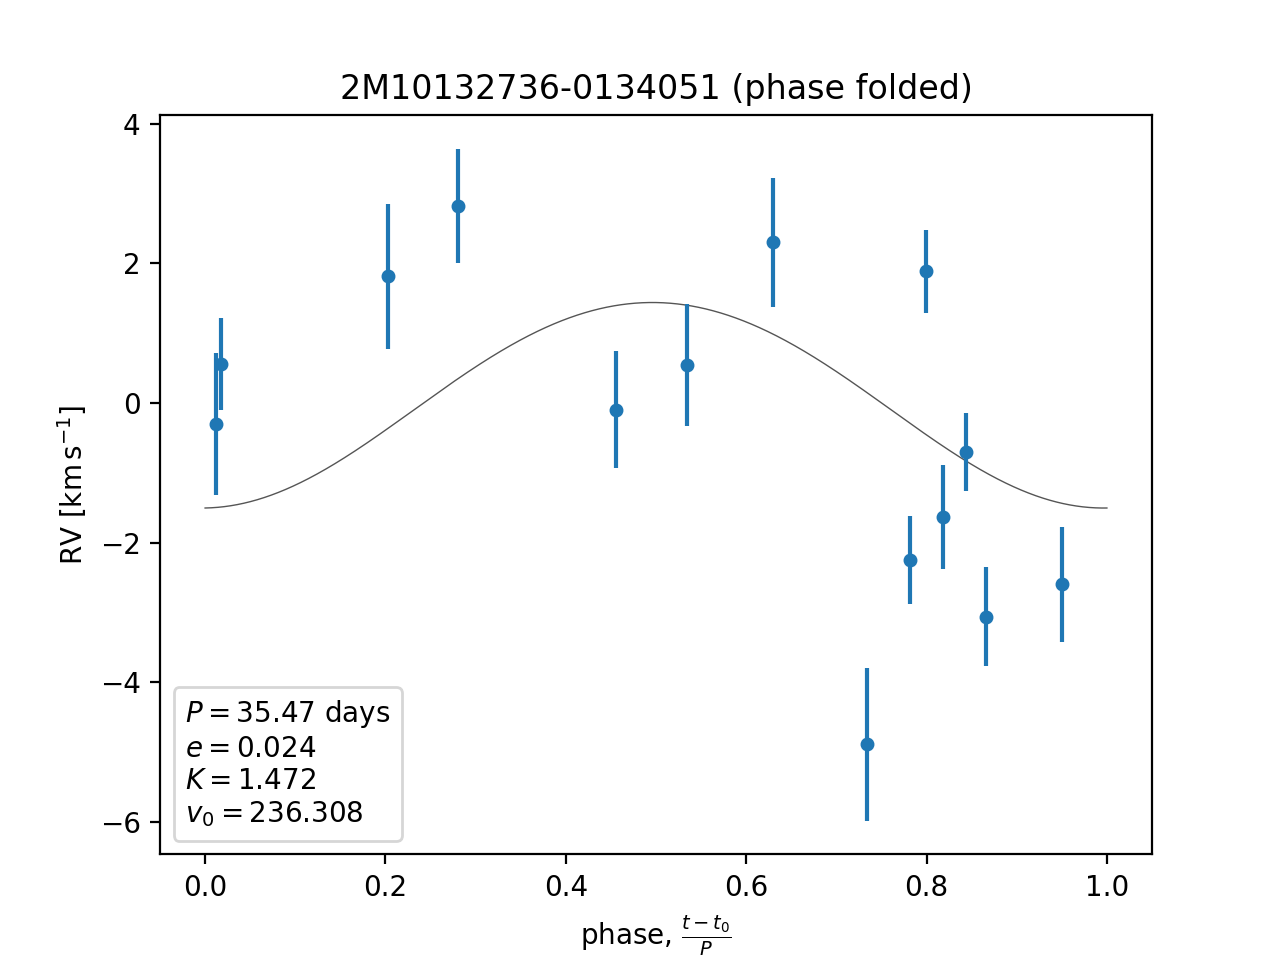 2M10132736-0134051 (phase folded)
4
2
0
−2
−4
−6
RV [km s⁻¹]
P = 35.47 days
e = 0.024
K = 1.472
v₀ = 236.308
0.0 0.2 0.4 0.6 0.8 1.0
phase, (t − t₀)/P